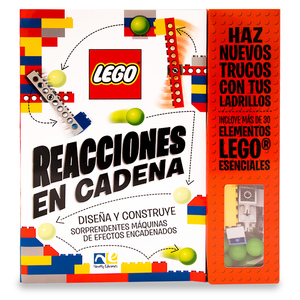 LEGO
REACCIONES
EN CADENA
DISEÑA Y CONSTRUYE
SORPRENDENTES MÁQUINAS
DE EFECTOS ENCADENADOS
HAZ
NUEVOS
TRUCOS
CON TUS
LADRILLOS
INCLUYE MÁS DE 30
ELEMENTOS
LEGO®
ESENCIALES